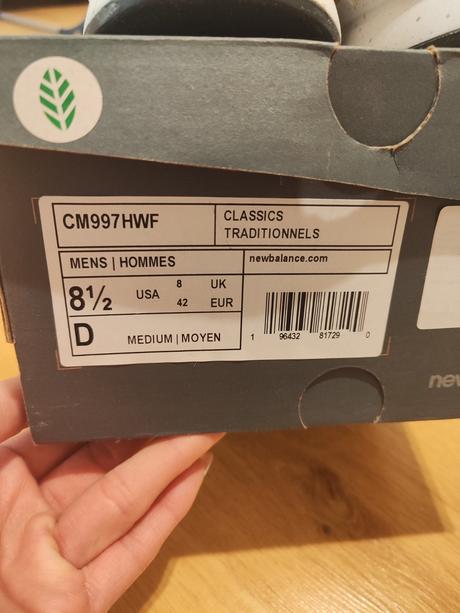 CM997HWF
CLASSICS
TRADITIONNELS
MENS | HOMMES
newbalance.com
8½ USA 8 UK
42 EUR
D MEDIUM | MOYEN
1 96432 81729 0
new